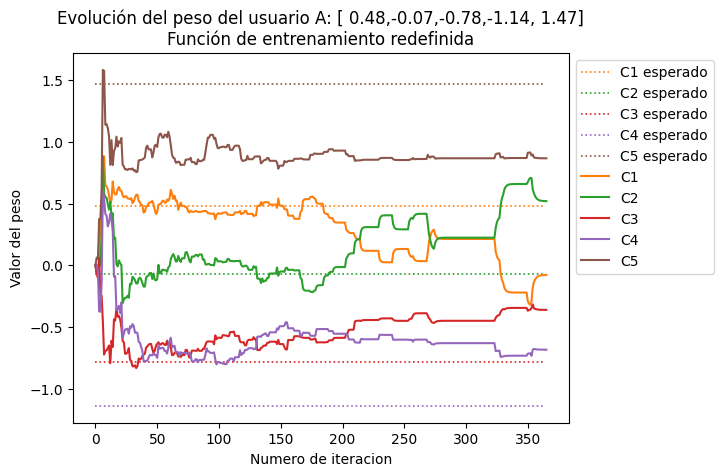 Evolución del peso del usuario A: [ 0.48,-0.07,-0.78,-1.14, 1.47]
Función de entrenamiento redefinida
Valor del peso
1.5
1.0
0.5
0.0
−0.5
−1.0
0
50
100
150
200
250
300
350
Numero de iteracion
C1 esperado
C2 esperado
C3 esperado
C4 esperado
C5 esperado
C1
C2
C3
C4
C5